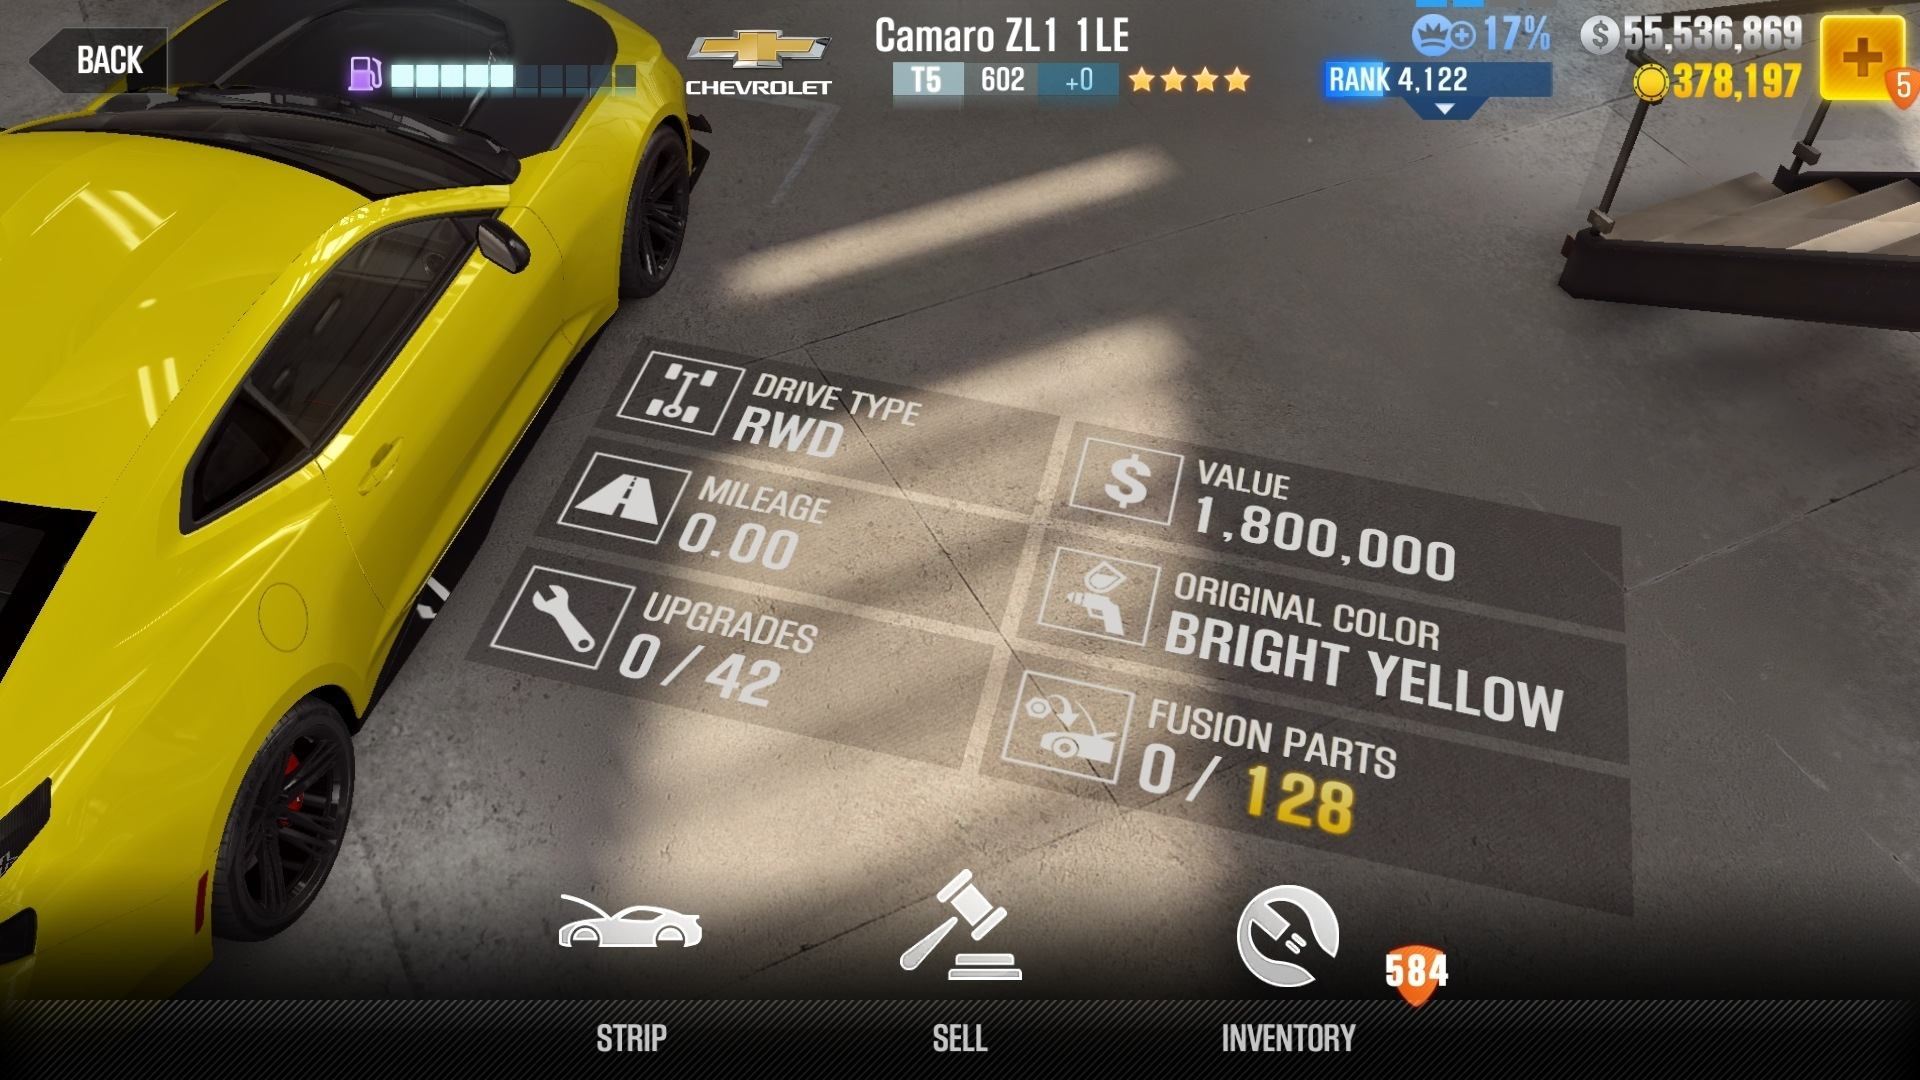 BACK
CHEVROLET
Camaro ZL1 1LE
T5 602 +0
17%
RANK 4,122
$ 55,536,869
378,197
5
DRIVE TYPE
RWD
MILEAGE
0.00
UPGRADES
0 / 42
$ VALUE
1,800,000
ORIGINAL COLOR
BRIGHT YELLOW
FUSION PARTS
0 / 128
584
STRIP
SELL
INVENTORY